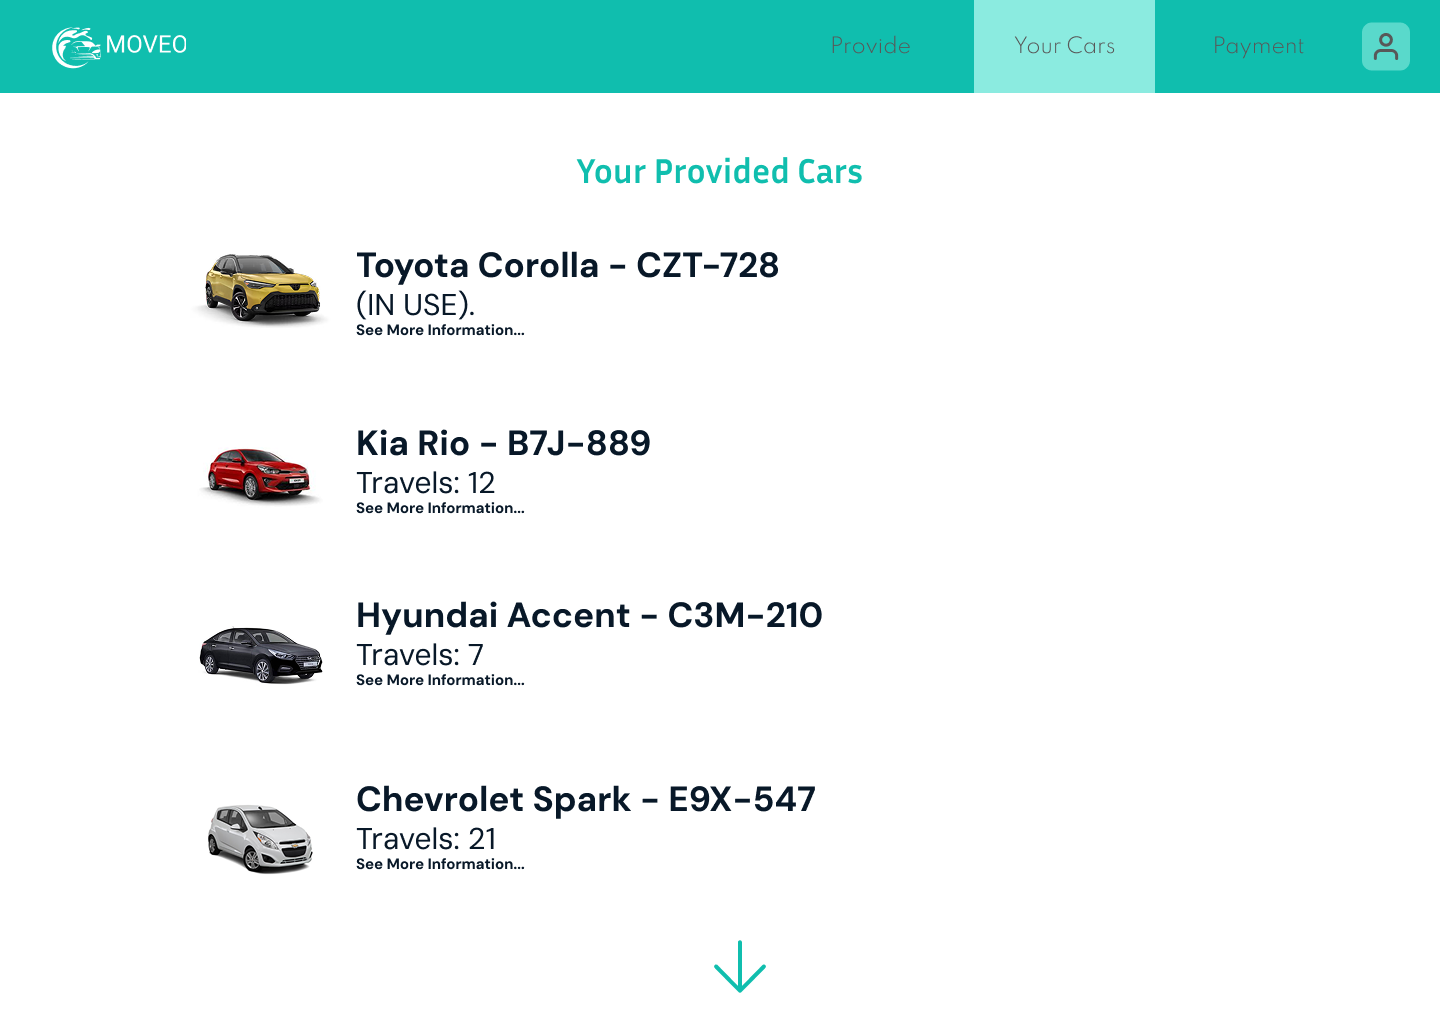 MOVEO
Provide
Your Cars
Payment
Your Provided Cars
Toyota Corolla - CZT-728
(IN USE).
See More Information...
Kia Rio - B7J-889
Travels: 12
See More Information...
Hyundai Accent - C3M-210
Travels: 7
See More Information...
Chevrolet Spark - E9X-547
Travels: 21
See More Information...